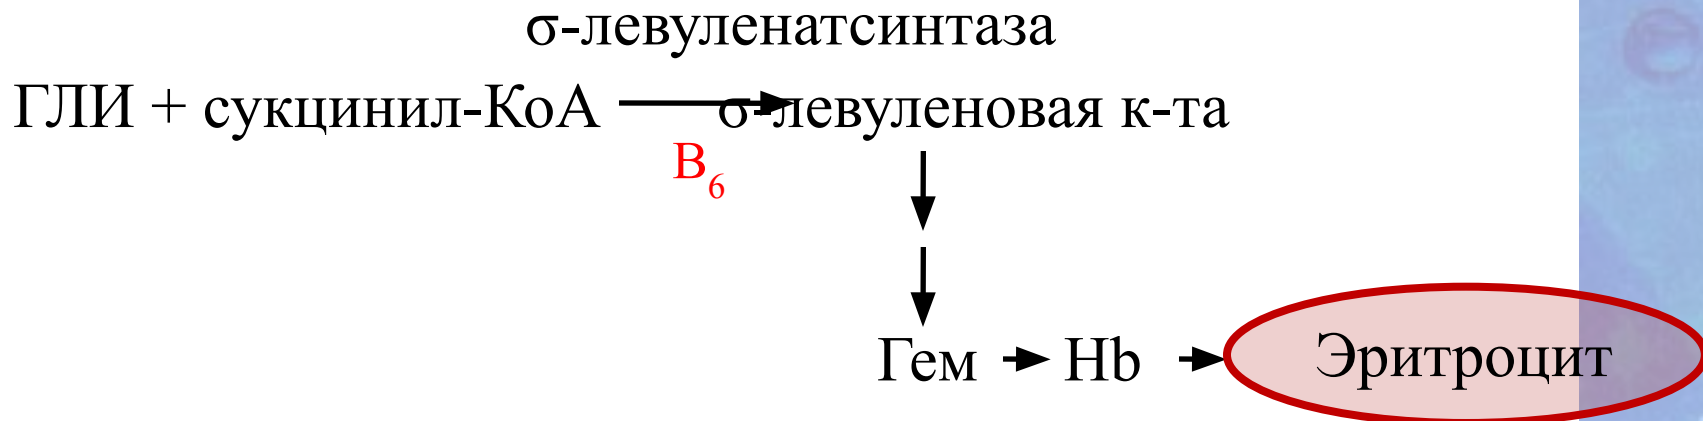 σ-левуленатсинтаза
ГЛИ + сукцинил-КоА σ-левуленовая к-та
B₆
Гем Hb Эритроцит